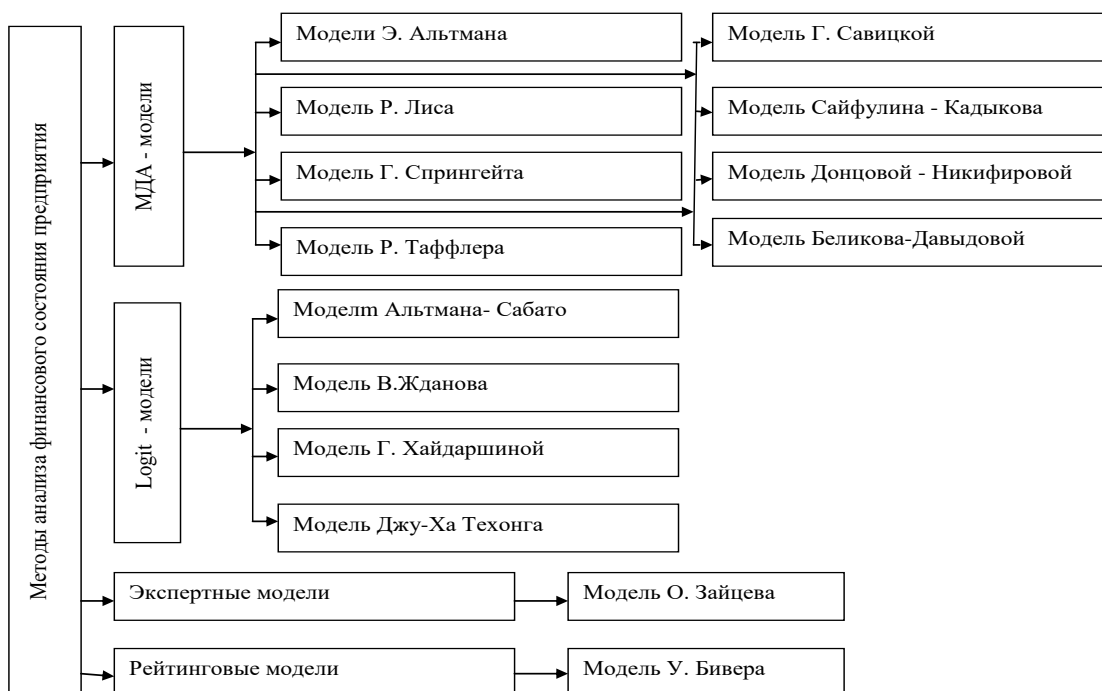 Методы анализа финансового состояния предприятия
МДА - модели
Модели Э. Альтмана
Модель Р. Лиса
Модель Г. Спрингейта
Модель Р. Таффлера
Модель Г. Савицкой
Модель Сайфулина - Кадыкова
Модель Донцовой - Никифировой
Модель Беликова-Давыдовой
Logit - модели
Моделm Альтмана- Сабато
Модель В.Жданова
Модель Г. Хайдаршиной
Модель Джу-Ха Техонга
Экспертные модели
Модель О. Зайцева
Рейтинговые модели
Модель У. Бивера